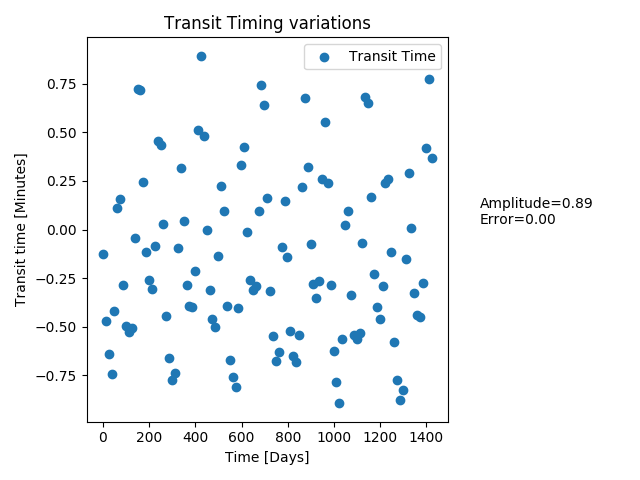 Transit Timing variations
Transit Time
0.75
0.50
0.25
0.00
−0.25
−0.50
−0.75
Transit time [Minutes]
0 200 400 600 800 1000 1200 1400
Time [Days]
Amplitude=0.89
Error=0.00